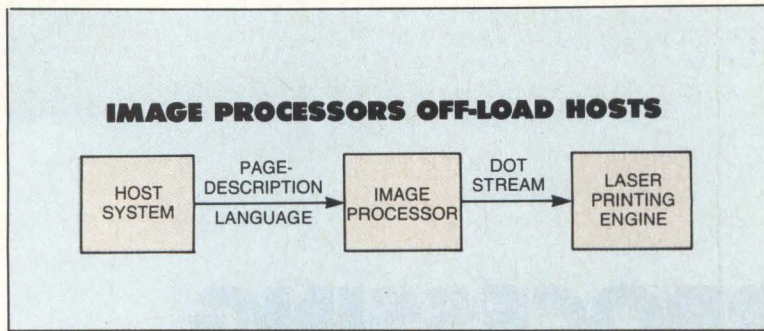 IMAGE PROCESSORS OFF-LOAD HOSTS
HOST
SYSTEM
PAGE-
DESCRIPTION
LANGUAGE
IMAGE
PROCESSOR
DOT
STREAM
LASER
PRINTING
ENGINE